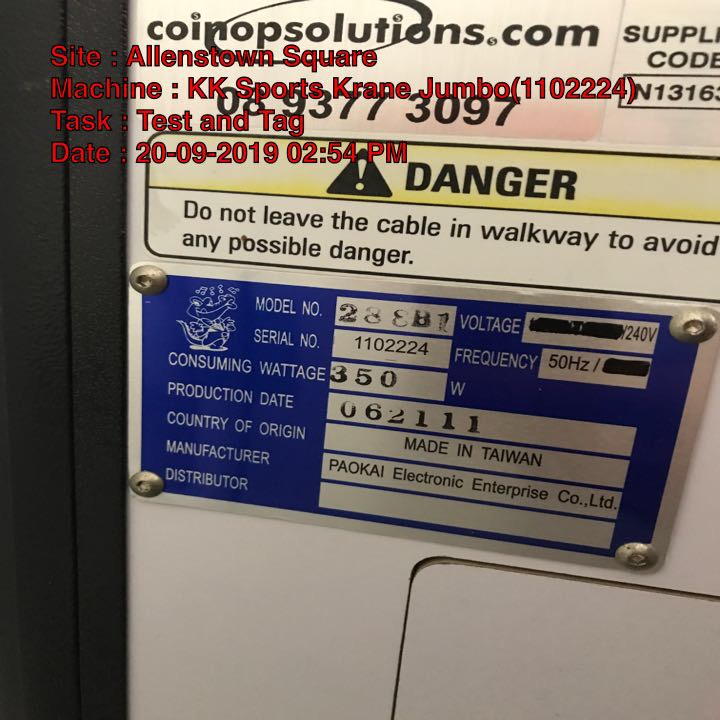 coinopsolutions.com
SUPPLI
CODE
N13163
08 9377 3097
Site : Allenstown Square
Machine : KK Sports Krane Jumbo(1102224)
Task : Test and Tag
Date : 20-09-2019 02:54 PM
DANGER
Do not leave the cable in walkway to avoid
any possible danger.
MODEL NO. 288B1
VOLTAGE /240V
SERIAL NO. 1102224
FREQUENCY 50Hz /
CONSUMING WATTAGE 350 W
PRODUCTION DATE 062111
COUNTRY OF ORIGIN MADE IN TAIWAN
MANUFACTURER PAOKAI Electronic Enterprise Co.,Ltd.
DISTRIBUTOR